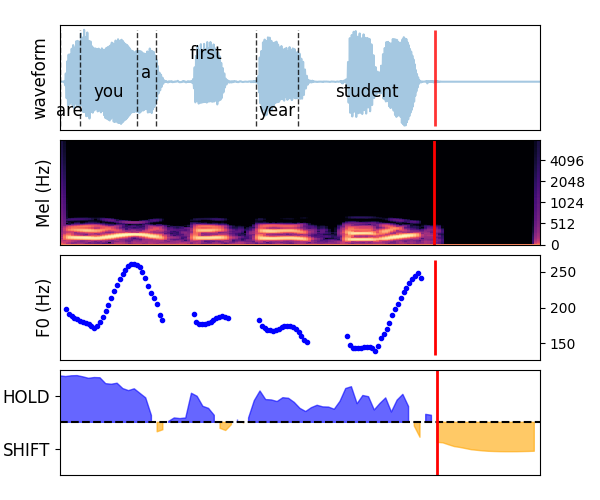 waveform
are
you
a
first
year
student
Mel (Hz)
4096
2048
1024
512
0
F0 (Hz)
250
200
150
HOLD
SHIFT